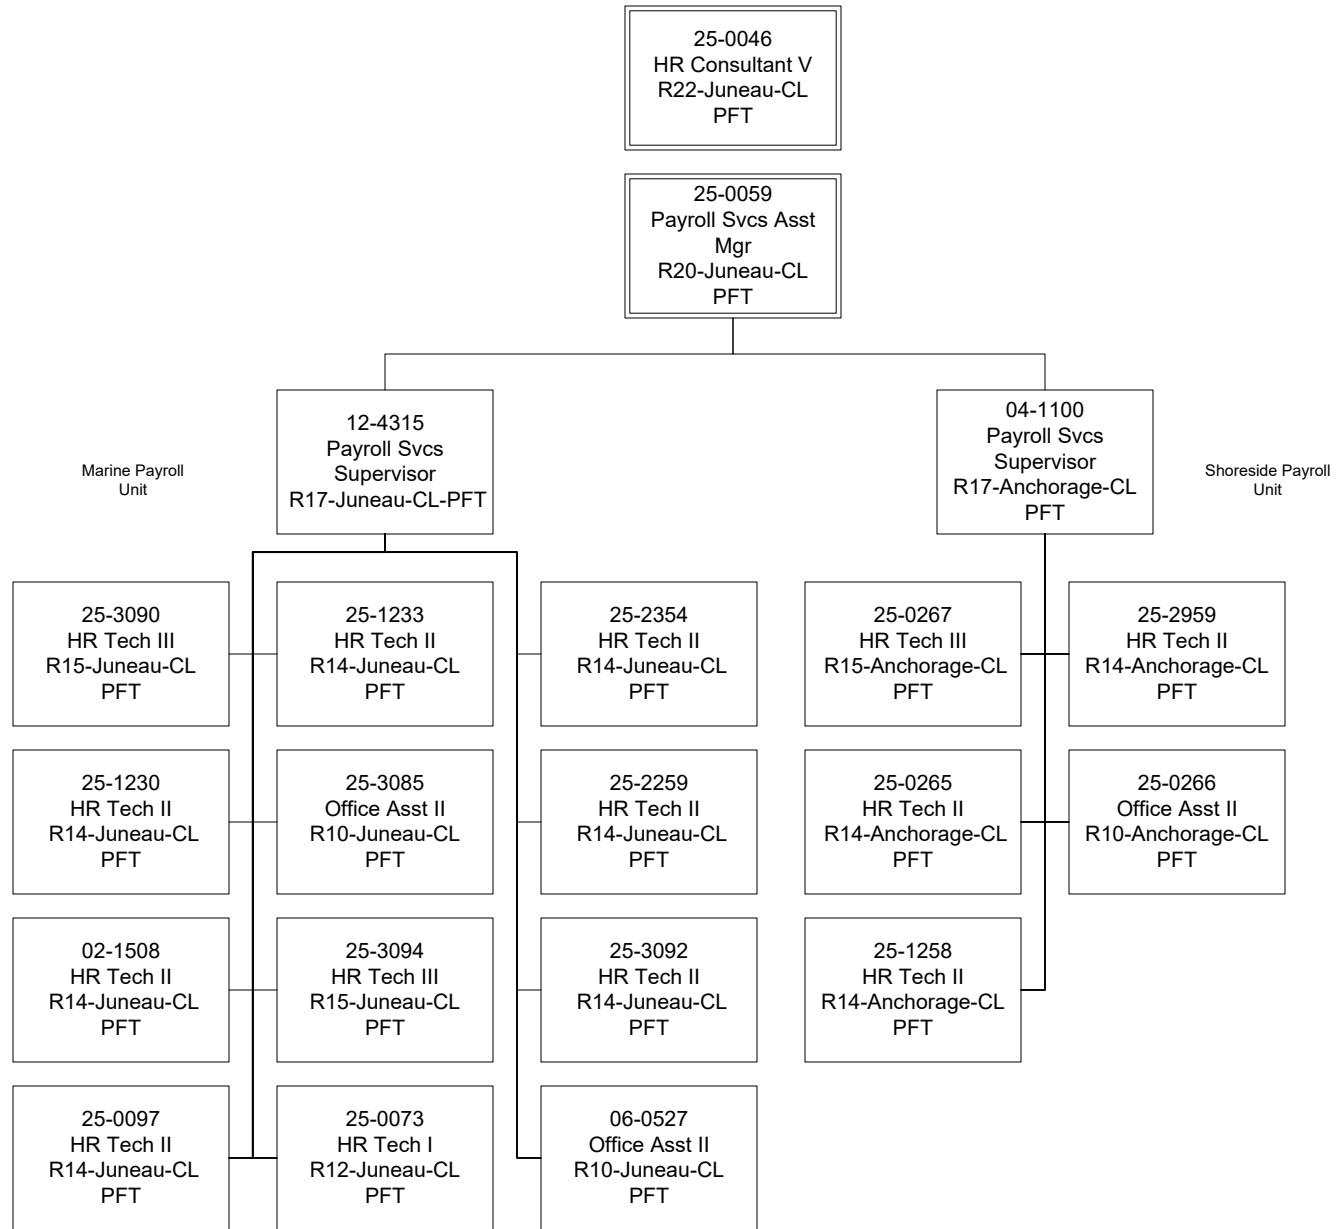 25-0046
HR Consultant V
R22-Juneau-CL
PFT
25-0059
Payroll Svcs Asst
Mgr
R20-Juneau-CL
PFT
Marine Payroll
Unit
12-4315
Payroll Svcs
Supervisor
R17-Juneau-CL-PFT
04-1100
Payroll Svcs
Supervisor
R17-Anchorage-CL
PFT
Shoreside Payroll
Unit
25-3090
HR Tech III
R15-Juneau-CL
PFT
25-1233
HR Tech II
R14-Juneau-CL
PFT
25-2354
HR Tech II
R14-Juneau-CL
PFT
25-0267
HR Tech III
R15-Anchorage-CL
PFT
25-2959
HR Tech II
R14-Anchorage-CL
PFT
25-1230
HR Tech II
R14-Juneau-CL
PFT
25-3085
Office Asst II
R10-Juneau-CL
PFT
25-2259
HR Tech II
R14-Juneau-CL
PFT
25-0265
HR Tech II
R14-Anchorage-CL
PFT
25-0266
Office Asst II
R10-Anchorage-CL
PFT
02-1508
HR Tech II
R14-Juneau-CL
PFT
25-3094
HR Tech III
R15-Juneau-CL
PFT
25-3092
HR Tech II
R14-Juneau-CL
PFT
25-1258
HR Tech II
R14-Anchorage-CL
PFT
25-0097
HR Tech II
R14-Juneau-CL
PFT
25-0073
HR Tech I
R12-Juneau-CL
PFT
06-0527
Office Asst II
R10-Juneau-CL
PFT